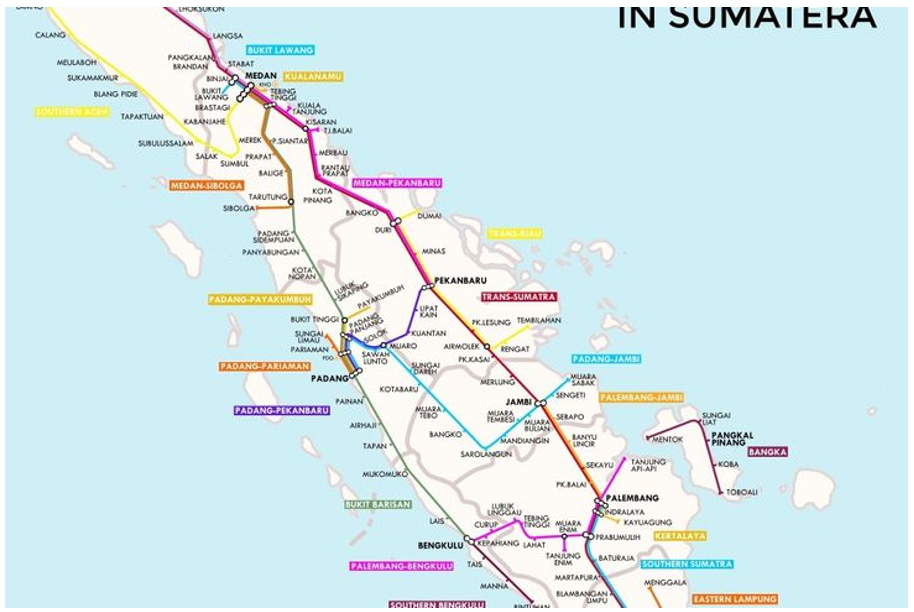 IN SUMATERA
LAMNO
LHOKSUKON
CALANG
LANGSA
BUKIT LAWANG
PANGKALAN
BRANDAN
STABAT
MEULABOH
SUKAMAKMUR
BINJAI
MEDAN
KNO
KUALANAMU
BLANG PIDIE
BUKIT
LAWANG
TEBING
TINGGI
SOUTHERN ACEH
TAPAKTUAN
BRASTAGI
KUALA
TANJUNG
KABANJAHE
KISARAN
TJ.BALAI
SUBULUSSALAM
MEREK
P.SIANTAR
SALAK
SUMBUL
PRAPAT
MERBAU
BALIGE
RANTAU
PRAPAT
MEDAN-SIBOLGA
MEDAN-PEKANBARU
TARUTUNG
KOTA
PINANG
SIBOLGA
BANGKO
DUMAI
DURI
PADANG
SIDEMPUAN
TRANS-RIAU
PANYABUNGAN
MINAS
KOTA
NOPAN
PEKANBARU
LUBUK
SIKAPING
PADANG-PAYAKUMBUH
PAYAKUMBUH
TRANS-SUMATRA
LIPAT
KAIN
BUKIT TINGGI
PADANG
PANJANG
PK.LESUNG
TEMBILAHAN
SUNGAI
LIMAU
SOLOK
KUANTAN
PARIAMAN
MUARO
AIRMOLEK
RENGAT
PDG
SAWAH
LUNTO
PK.KASAI
PADANG-JAMBI
PADANG-PARIAMAN
SUNGAI
DAREH
PADANG
MERLUNG
MUARA
SABAK
KOTABARU
PAINAN
JAMBI
SENGETI
PALEMBANG-JAMBI
PADANG-PEKANBARU
MUARA
TEBO
MUARA
TEMBESI
SEBAPO
AIRHAJI
MUARA
BULIAN
SUNGAI
LIAT
BANGKO
MANDIANGIN
BANYU
LINCIR
MENTOK
PANGKAL
PINANG
TAPAN
SAROLANGUN
BANGKA
MUKOMUKO
SEKAYU
TANJUNG
API-API
KOBA
PK.BALAI
TOBOALI
BUKIT BARISAN
LUBUK
LINGGAU
PALEMBANG
LAIS
CURUP
TEBING
TINGGI
MUARA
ENIM
INDRALAYA
KAYUAGUNG
BENGKULU
KEPAHIANG
LAHAT
PRABUMULIH
KERTALAYA
TAIS
TANJUNG
ENIM
BATURAJA
PALEMBANG-BENGKULU
SOUTHERN SUMATRA
MANNA
MARTAPURA
MENGGALA
BLAMBANGAN
UMPU
EASTERN LAMPUNG
SOUTHERN BENGKULU
BINTUHAN